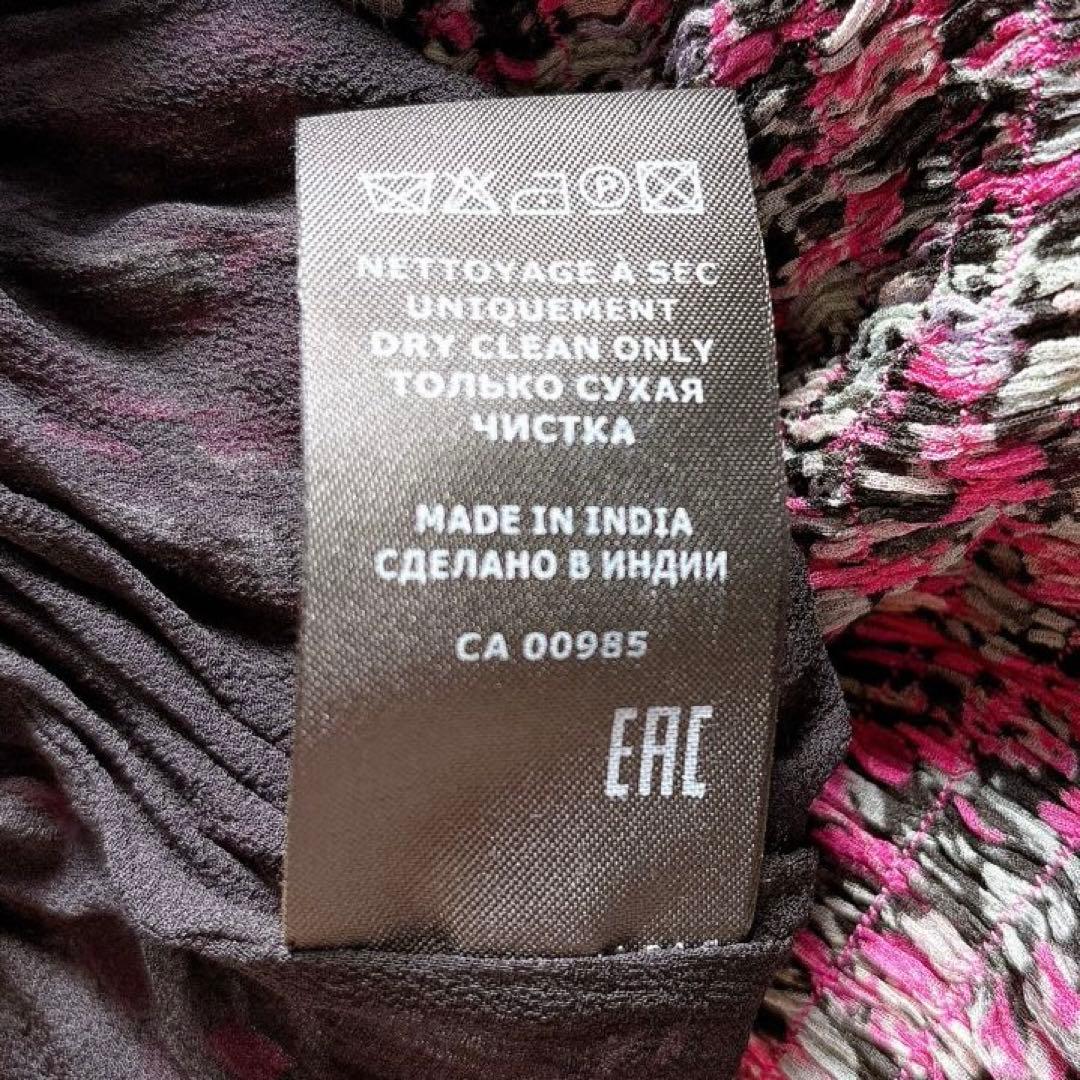 NETTOYAGE A SEC
UNIQUEMENT
DRY CLEAN ONLY
ТОЛЬКО СУХАЯ
ЧИСТКА
MADE IN INDIA
СДЕЛАНО В ИНДИИ
CA 00985
EAC